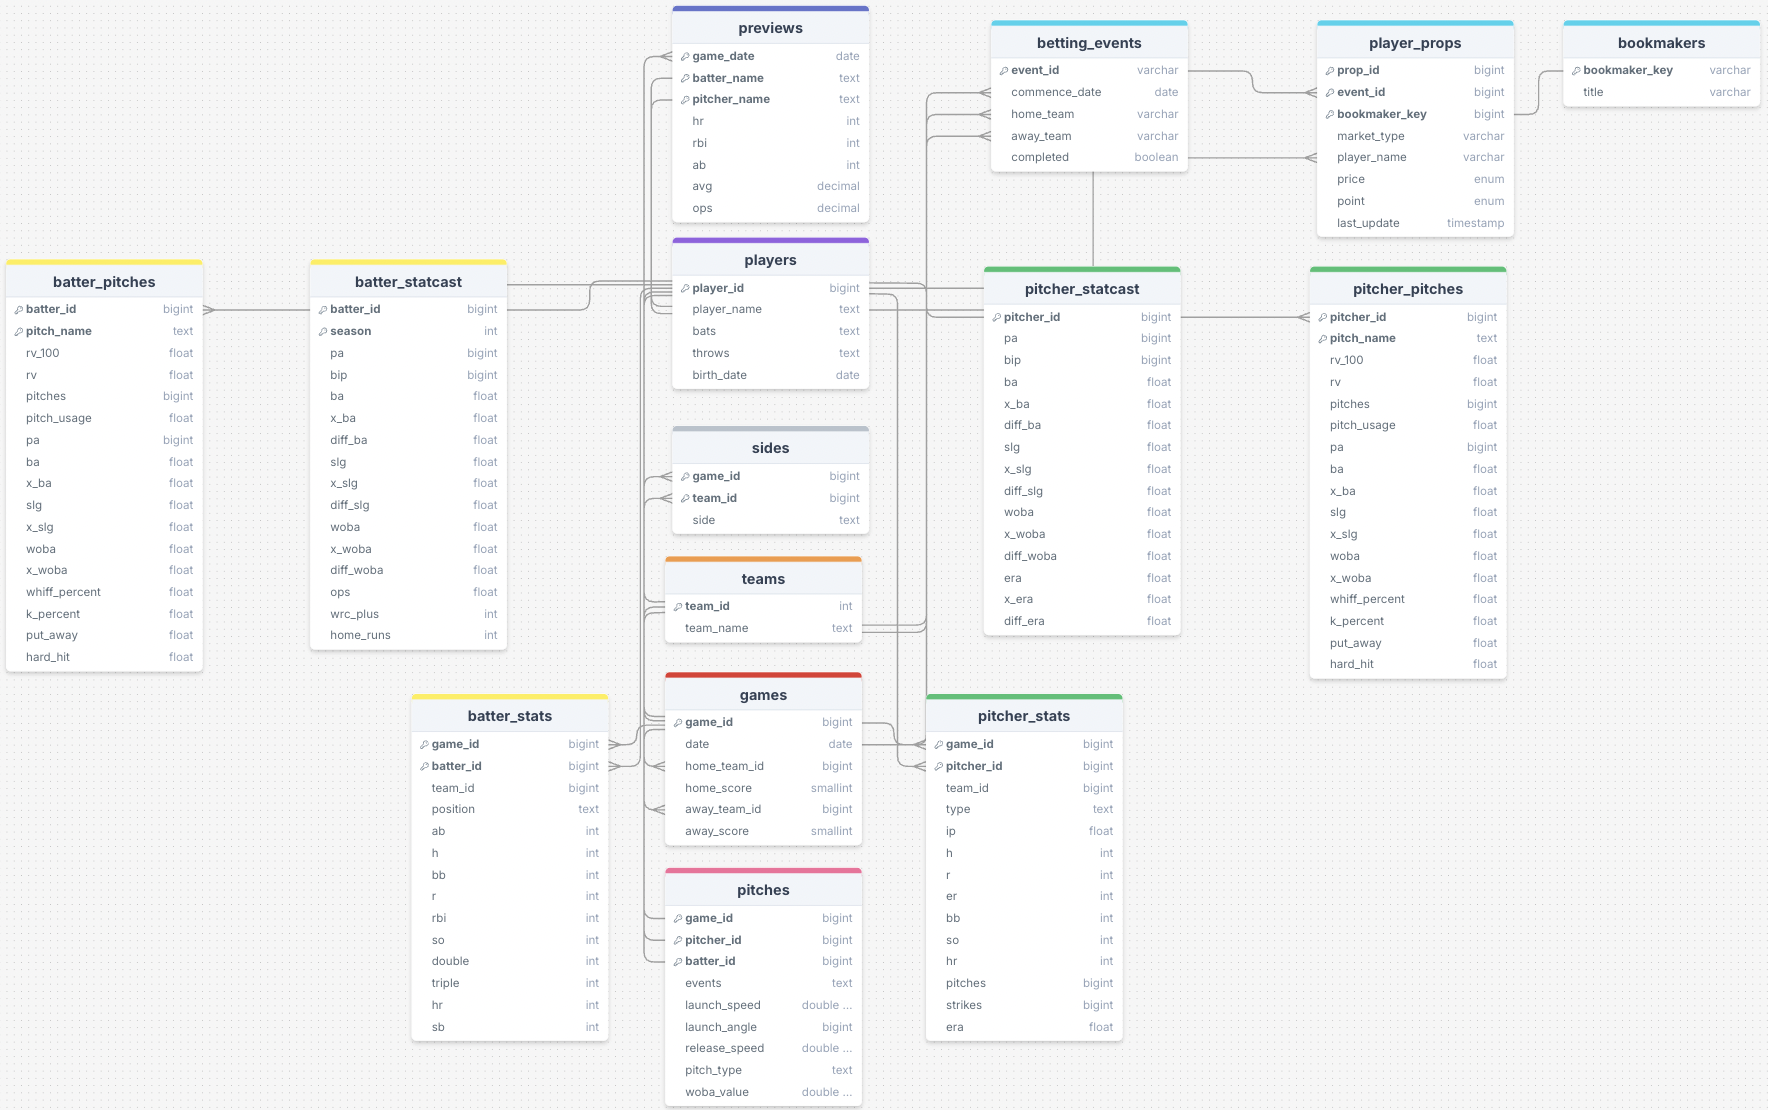 previews
game_date date
batter_name text
pitcher_name text
hr int
rbi int
ab int
avg decimal
ops decimal
betting_events
event_id varchar
commence_date date
home_team varchar
away_team varchar
completed boolean
player_props
prop_id bigint
event_id bigint
bookmaker_key bigint
market_type varchar
player_name varchar
price enum
point enum
last_update timestamp
bookmakers
bookmaker_key varchar
title varchar
batter_pitches
batter_id bigint
pitch_name text
rv_100 float
rv float
pitches bigint
pitch_usage float
pa bigint
ba float
x_ba float
slg float
x_slg float
woba float
x_woba float
whiff_percent float
k_percent float
put_away float
hard_hit float
batter_statcast
batter_id bigint
season int
pa bigint
bip bigint
ba float
x_ba float
diff_ba float
slg float
x_slg float
diff_slg float
woba float
x_woba float
diff_woba float
ops float
wrc_plus int
home_runs int
players
player_id bigint
player_name text
bats text
throws text
birth_date date
sides
game_id bigint
team_id bigint
side text
teams
team_id int
team_name text
pitcher_statcast
pitcher_id bigint
pa bigint
bip bigint
ba float
x_ba float
diff_ba float
slg float
x_slg float
diff_slg float
woba float
x_woba float
diff_woba float
era float
x_era float
diff_era float
pitcher_pitches
pitcher_id bigint
pitch_name text
rv_100 float
rv float
pitches bigint
pitch_usage float
pa bigint
ba float
x_ba float
slg float
x_slg float
woba float
x_woba float
whiff_percent float
k_percent float
put_away float
hard_hit float
batter_stats
game_id bigint
batter_id bigint
team_id bigint
position text
ab int
h int
bb int
r int
rbi int
so int
double int
triple int
hr int
sb int
games
game_id bigint
date date
home_team_id bigint
home_score smallint
away_team_id bigint
away_score smallint
pitches
game_id bigint
pitcher_id bigint
batter_id bigint
events text
launch_speed double ...
launch_angle bigint
release_speed double ...
pitch_type text
woba_value double ...
pitcher_stats
game_id bigint
pitcher_id bigint
team_id bigint
type text
ip float
h int
r int
er int
bb int
so int
hr int
pitches bigint
strikes bigint
era float